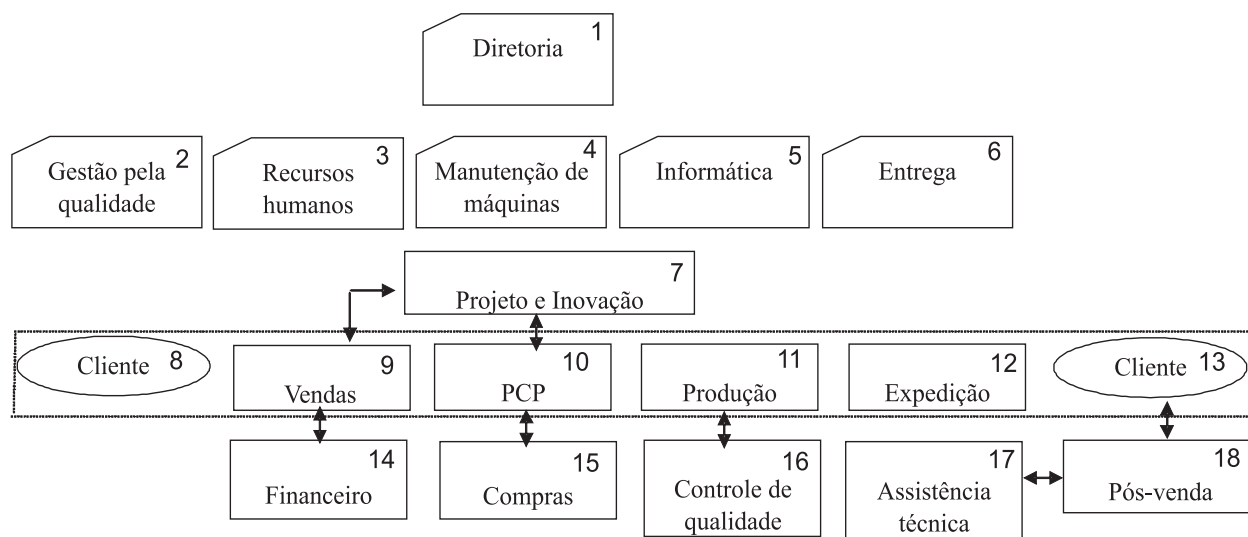 1
Diretoria
2
Gestão pela
qualidade
3
Recursos
humanos
4
Manutenção de
máquinas
5
Informática
6
Entrega
7
Projeto e Inovação
Cliente 8
9
Vendas
10
PCP
11
Produção
12
Expedição
Cliente 13
14
Financeiro
15
Compras
16
Controle de
qualidade
17
Assistência
técnica
18
Pós-venda